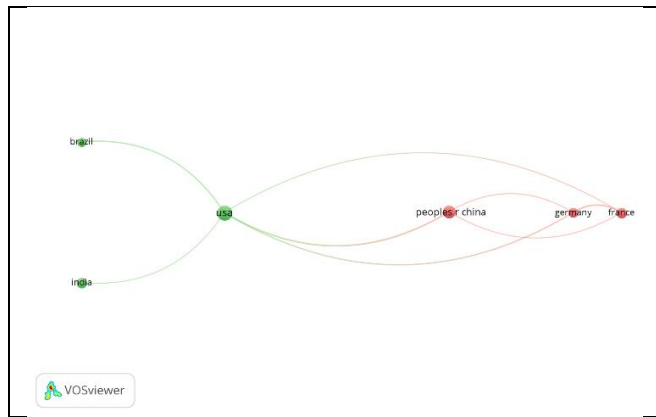 brazil
usa
peoples r china
germany
france
india
VOSviewer